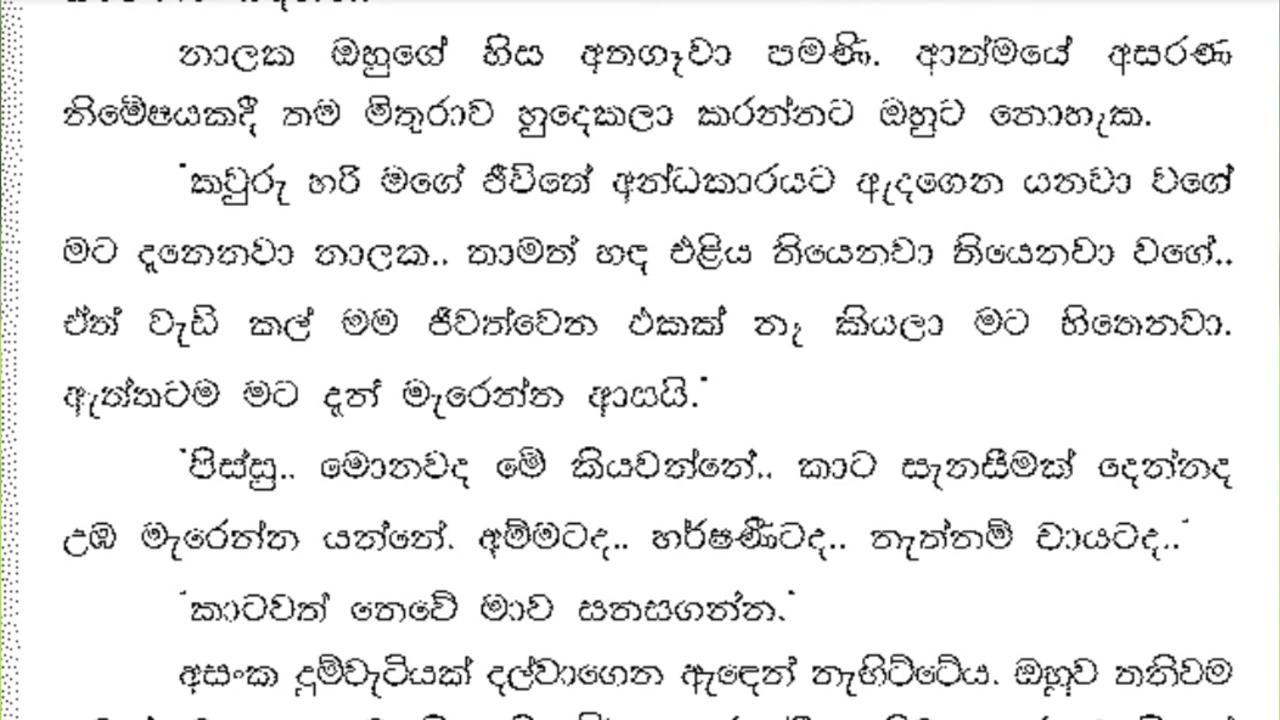 නාලක ඔහුගේ හිස අතගෑවා පමණි. ආත්මයේ අසරණ
නිමේෂයකදී තම මිතුරාව හුදෙකලා කරන්නට ඔහුට නොහැක.
"කවුරු හරි මගේ ජීවිතේ අන්ධකාරයට ඇදගෙන යනවා වගේ
මට දැනෙනවා නාලක.. තාමත් හඳ එළිය තියෙනවා තියෙනවා වගේ..
ඒත් වැඩි කල් මම ජීවත්වෙන එකක් නෑ කියලා මට හිතෙනවා.
ඇත්තටම මට දැන් මැරෙන්න ආසයි."
"පිස්සු.. මොනවද මේ කියවන්නේ.. කාට සැනසීමක් දෙන්නද
උඹ මැරෙන්න යන්නේ. අම්මටද.. හර්ෂණීටද.. නැත්නම් චායටද.."
"කාටවත් නෙවේ මාව සනසගන්න."
අසංක දුම්වැටියක් දල්වාගෙන ඇඳෙන් නැගිට්ටේය. ඔහුව තනිවම